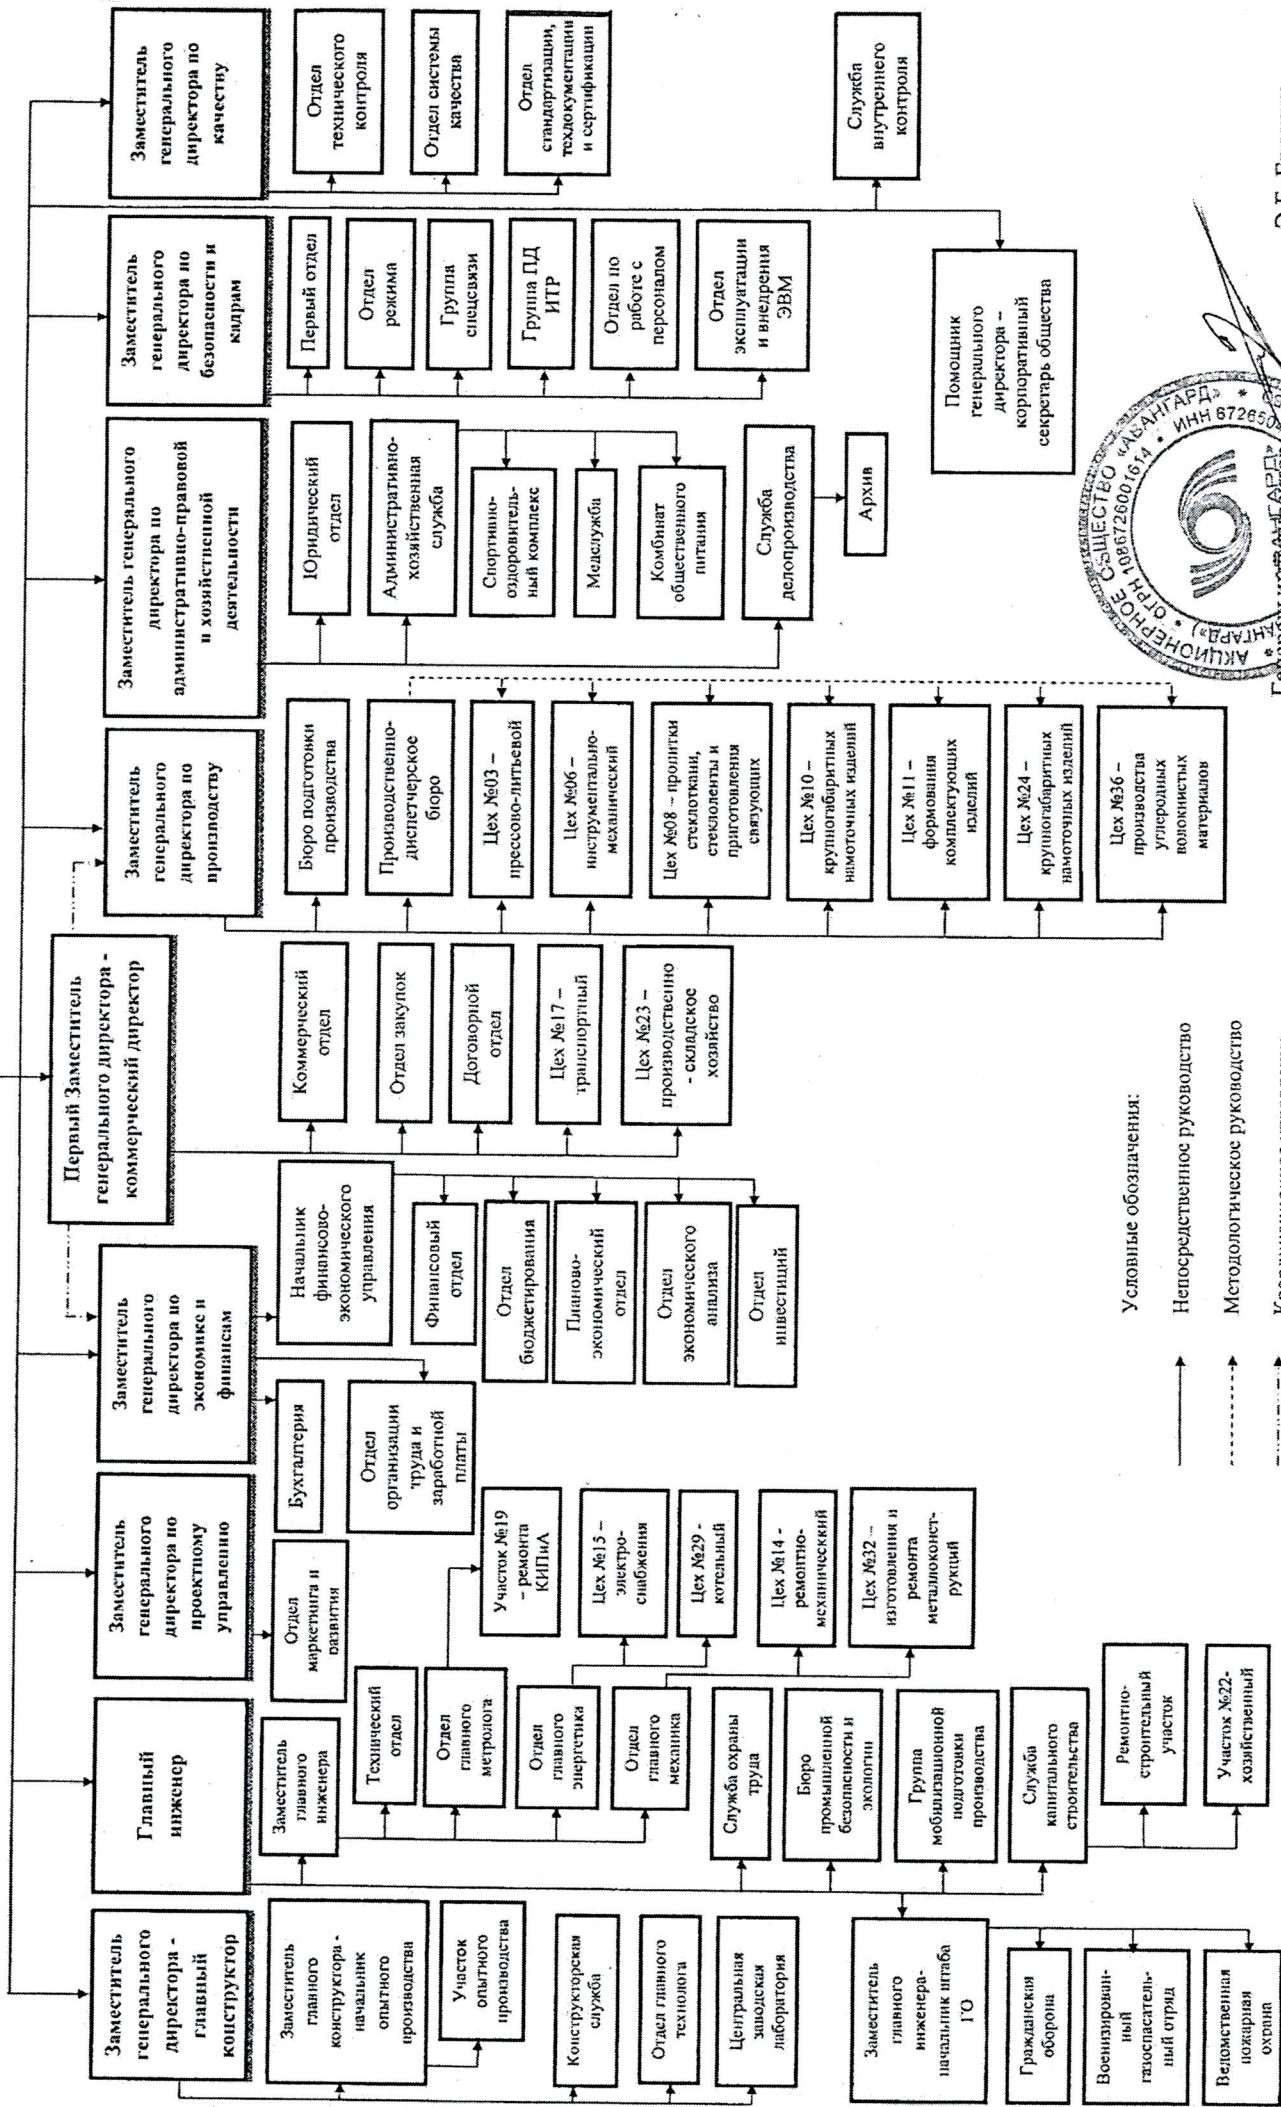 Первый Заместитель
генерального директора -
коммерческий директор
Заместитель
генерального
директора -
главный
конструктор
Главный
инженер
Заместитель
генерального
директора по
проектному
управлению
Заместитель
генерального
директора по
экономике и
финансам
Заместитель
генерального
директора по
производству
Заместитель генерального
директора по
административно-правовой
и хозяйственной
деятельности
Заместитель
генерального
директора по
безопасности и
кадрам
Заместитель
генерального
директора по
качеству
Заместитель
главного
конструктора -
начальник
опытного
производства
Участок
опытного
производства
Конструкторская
служба
Отдел главного
технолога
Центральная
заводская
лаборатория
Заместитель
главного
инженера
Технический
отдел
Отдел
главного
метролога
Участок №19
– ремонта
КИПиА
Отдел
главного
энергетика
Цех №15 –
электро-
снабжения
Цех №29 -
котельный
Отдел
главного
механика
Цех №14 -
ремонтно-
механический
Цех №32 –
изготовления и
ремонта
металлоконст-
рукций
Служба охраны
труда
Бюро
промышленной
безопасности и
экологии
Группа
мобилизационной
подготовки
производства
Служба
капитального
строительства
Ремонтно-
строительный
участок
Участок №22-
хозяйственный
Заместитель
главного
инженера-
начальник штаба
ГО
Гражданская
оборона
Военизирован-
ный
газоспасатель-
ный отряд
Ведомственная
пожарная
охрана
Отдел
маркетинга и
развития
Бухгалтерия
Отдел
организации
труда и
заработной
платы
Начальник
финансово-
экономического
управления
Финансовый
отдел
Отдел
бюджетирования
Планово-
экономический
отдел
Отдел
экономического
анализа
Отдел
инвестиций
Коммерческий
отдел
Отдел закупок
Договорной
отдел
Цех №17 –
транспортный
Цех №23 –
производственно
- складское
хозяйство
Бюро подготовки
производства
Производственно-
диспетчерское
бюро
Цех №03 –
прессово-литьевой
Цех №06 –
инструментально-
механический
Цех №08 – пропитки
стеклоткани,
стеклоленты и
приготовления
связующих
Цех №10 –
крупногабаритных
намоточных изделий
Цех №11 –
формования
комплектующих
изделий
Цех №24 –
крупногабаритных
намоточных изделий
Цех №36 –
производства
углеродных
волокнистых
материалов
Юридический
отдел
Административно-
хозяйственная
служба
Спортивно-
оздоровитель-
ный комплекс
Медслужба
Комбинат
общественного
питания
Служба
делопроизводства
Архив
Первый отдел
Отдел
режима
Группа
спецсвязи
Группа ПД
ИТР
Отдел по
работе с
персоналом
Отдел
эксплуатации
и внедрения
ЭВМ
Отдел
технического
контроля
Отдел системы
качества
Отдел
стандартизации,
техдокументации
и сертификации
Служба
внутреннего
контроля
Помощник
генерального
директора –
корпоративный
секретарь общества
Условные обозначения:
Непосредственное руководство
Методологическое руководство
АКЦИОНЕРНОЕ ОБЩЕСТВО «АВАНГАРД»
ОГРН 1086726001614 * ИНН